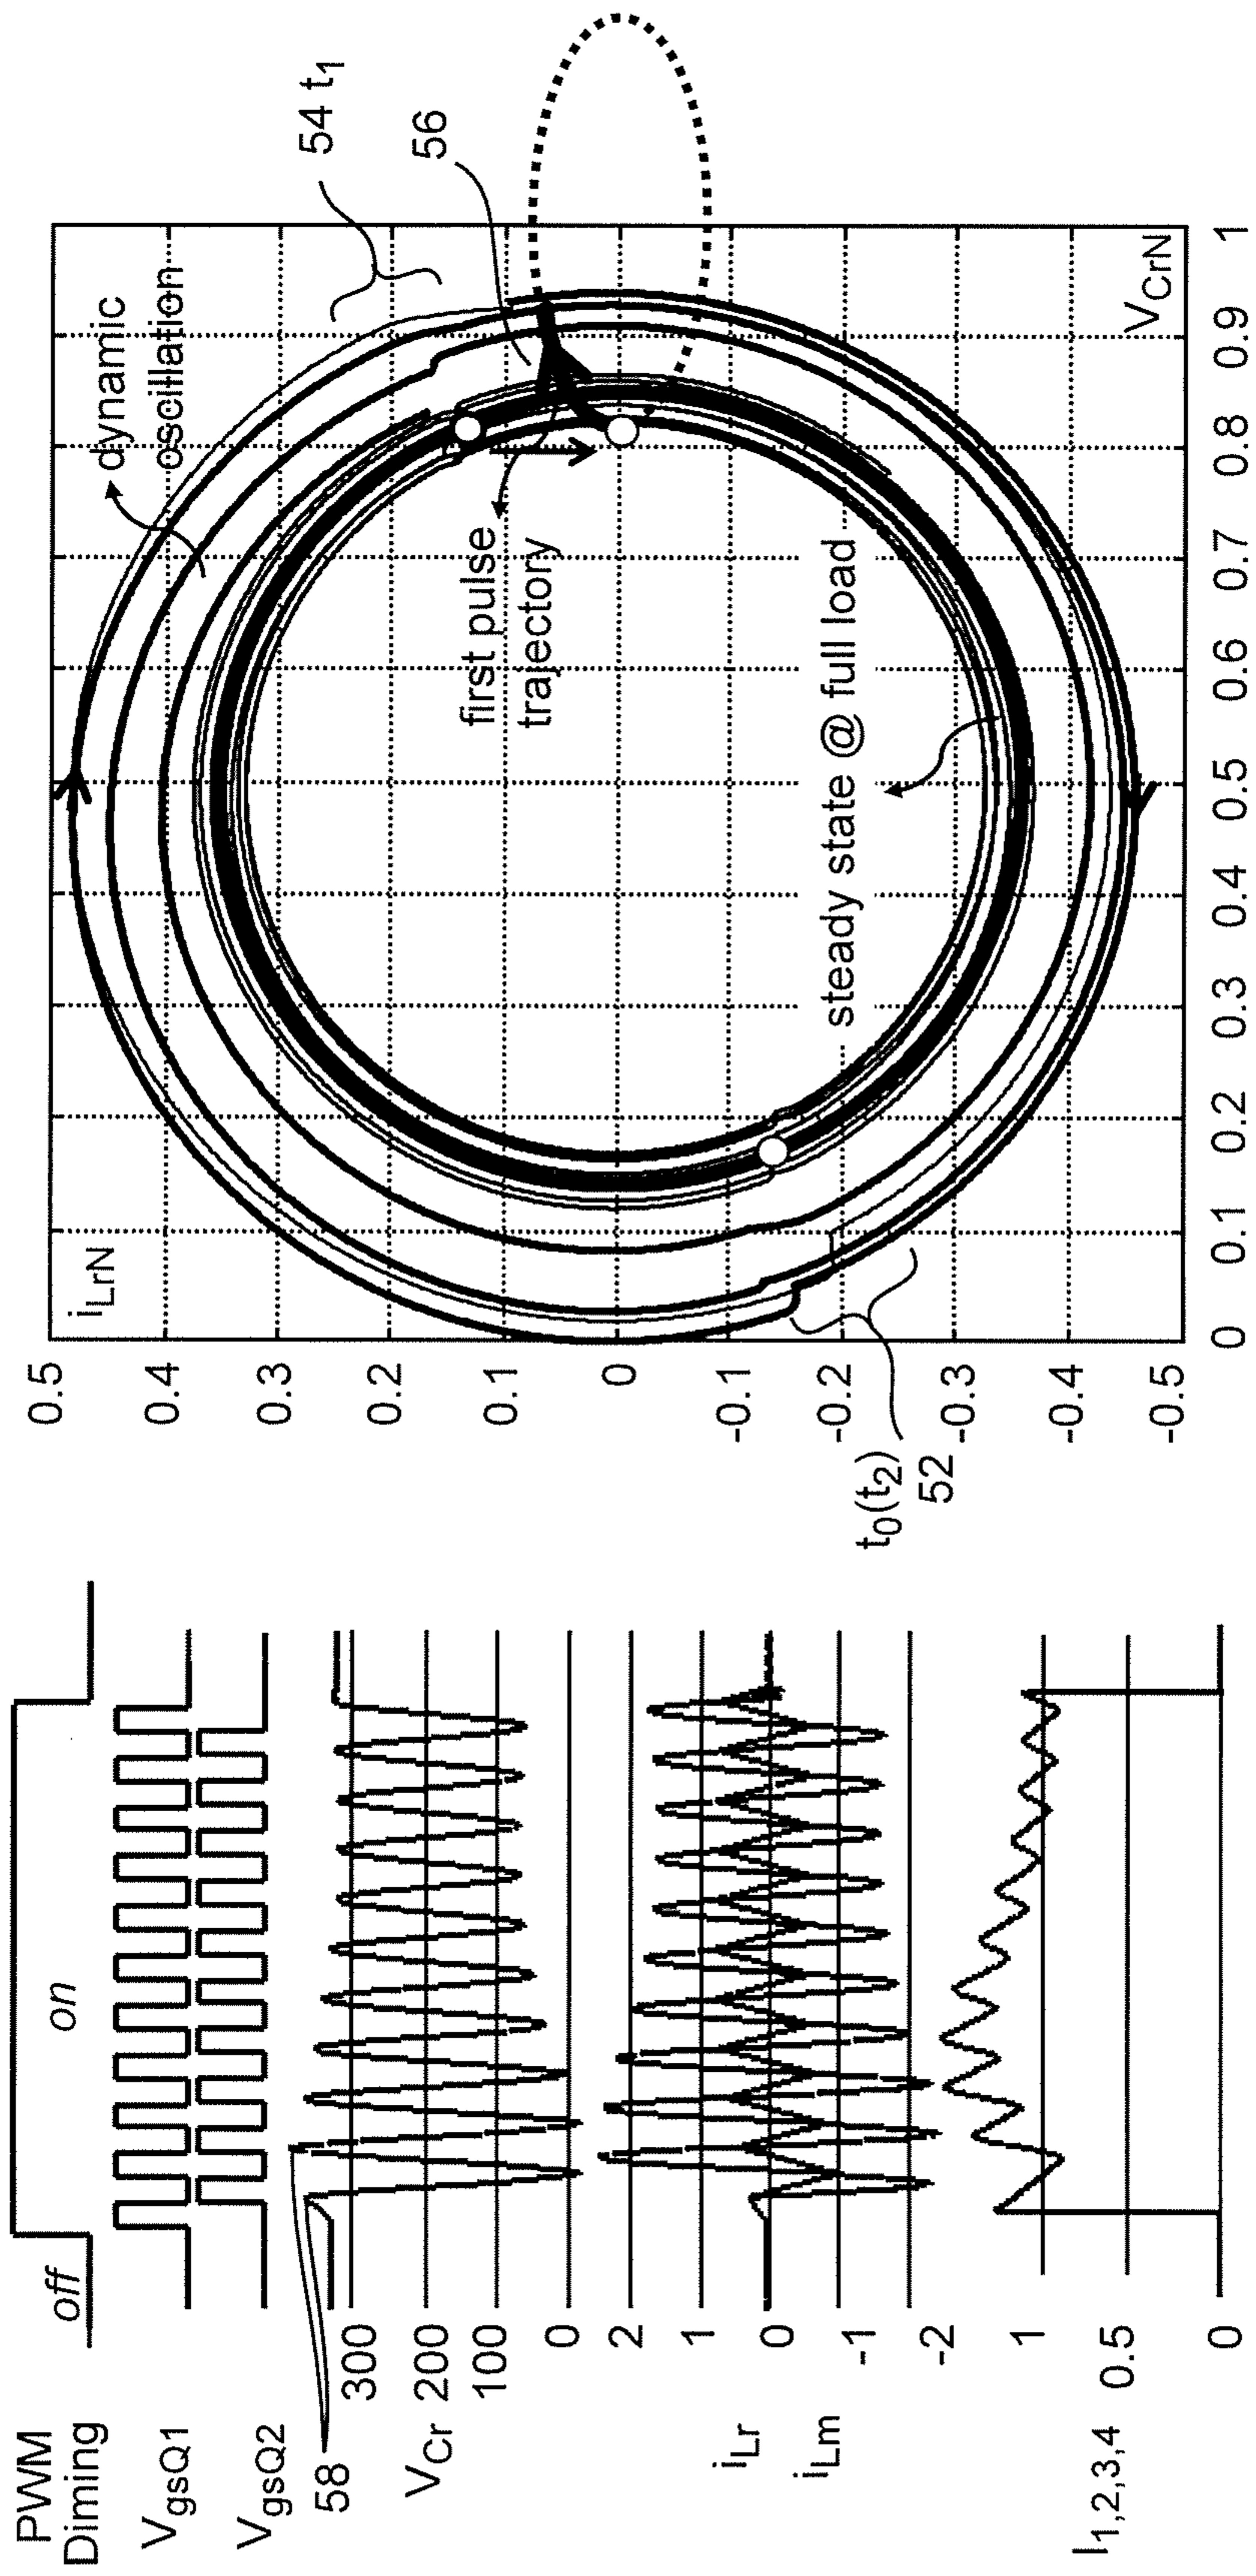 PWM
Diming
off
on
VgsQ1
VgsQ2
58
300
200
100
0
VCr
2
1
0
-1
-2
iLr
iLm
1
0.5
0
I1,2,3,4
0.5
0.4
0.3
0.2
0.1
0
-0.1
-0.2
-0.3
-0.4
-0.5
iLrN
dynamic
oscillation
54 t1
56
first pulse
trajectory
steady state @ full load
t0(t2)
52
VCrN
0
0.1
0.2
0.3
0.4
0.5
0.6
0.7
0.8
0.9
1